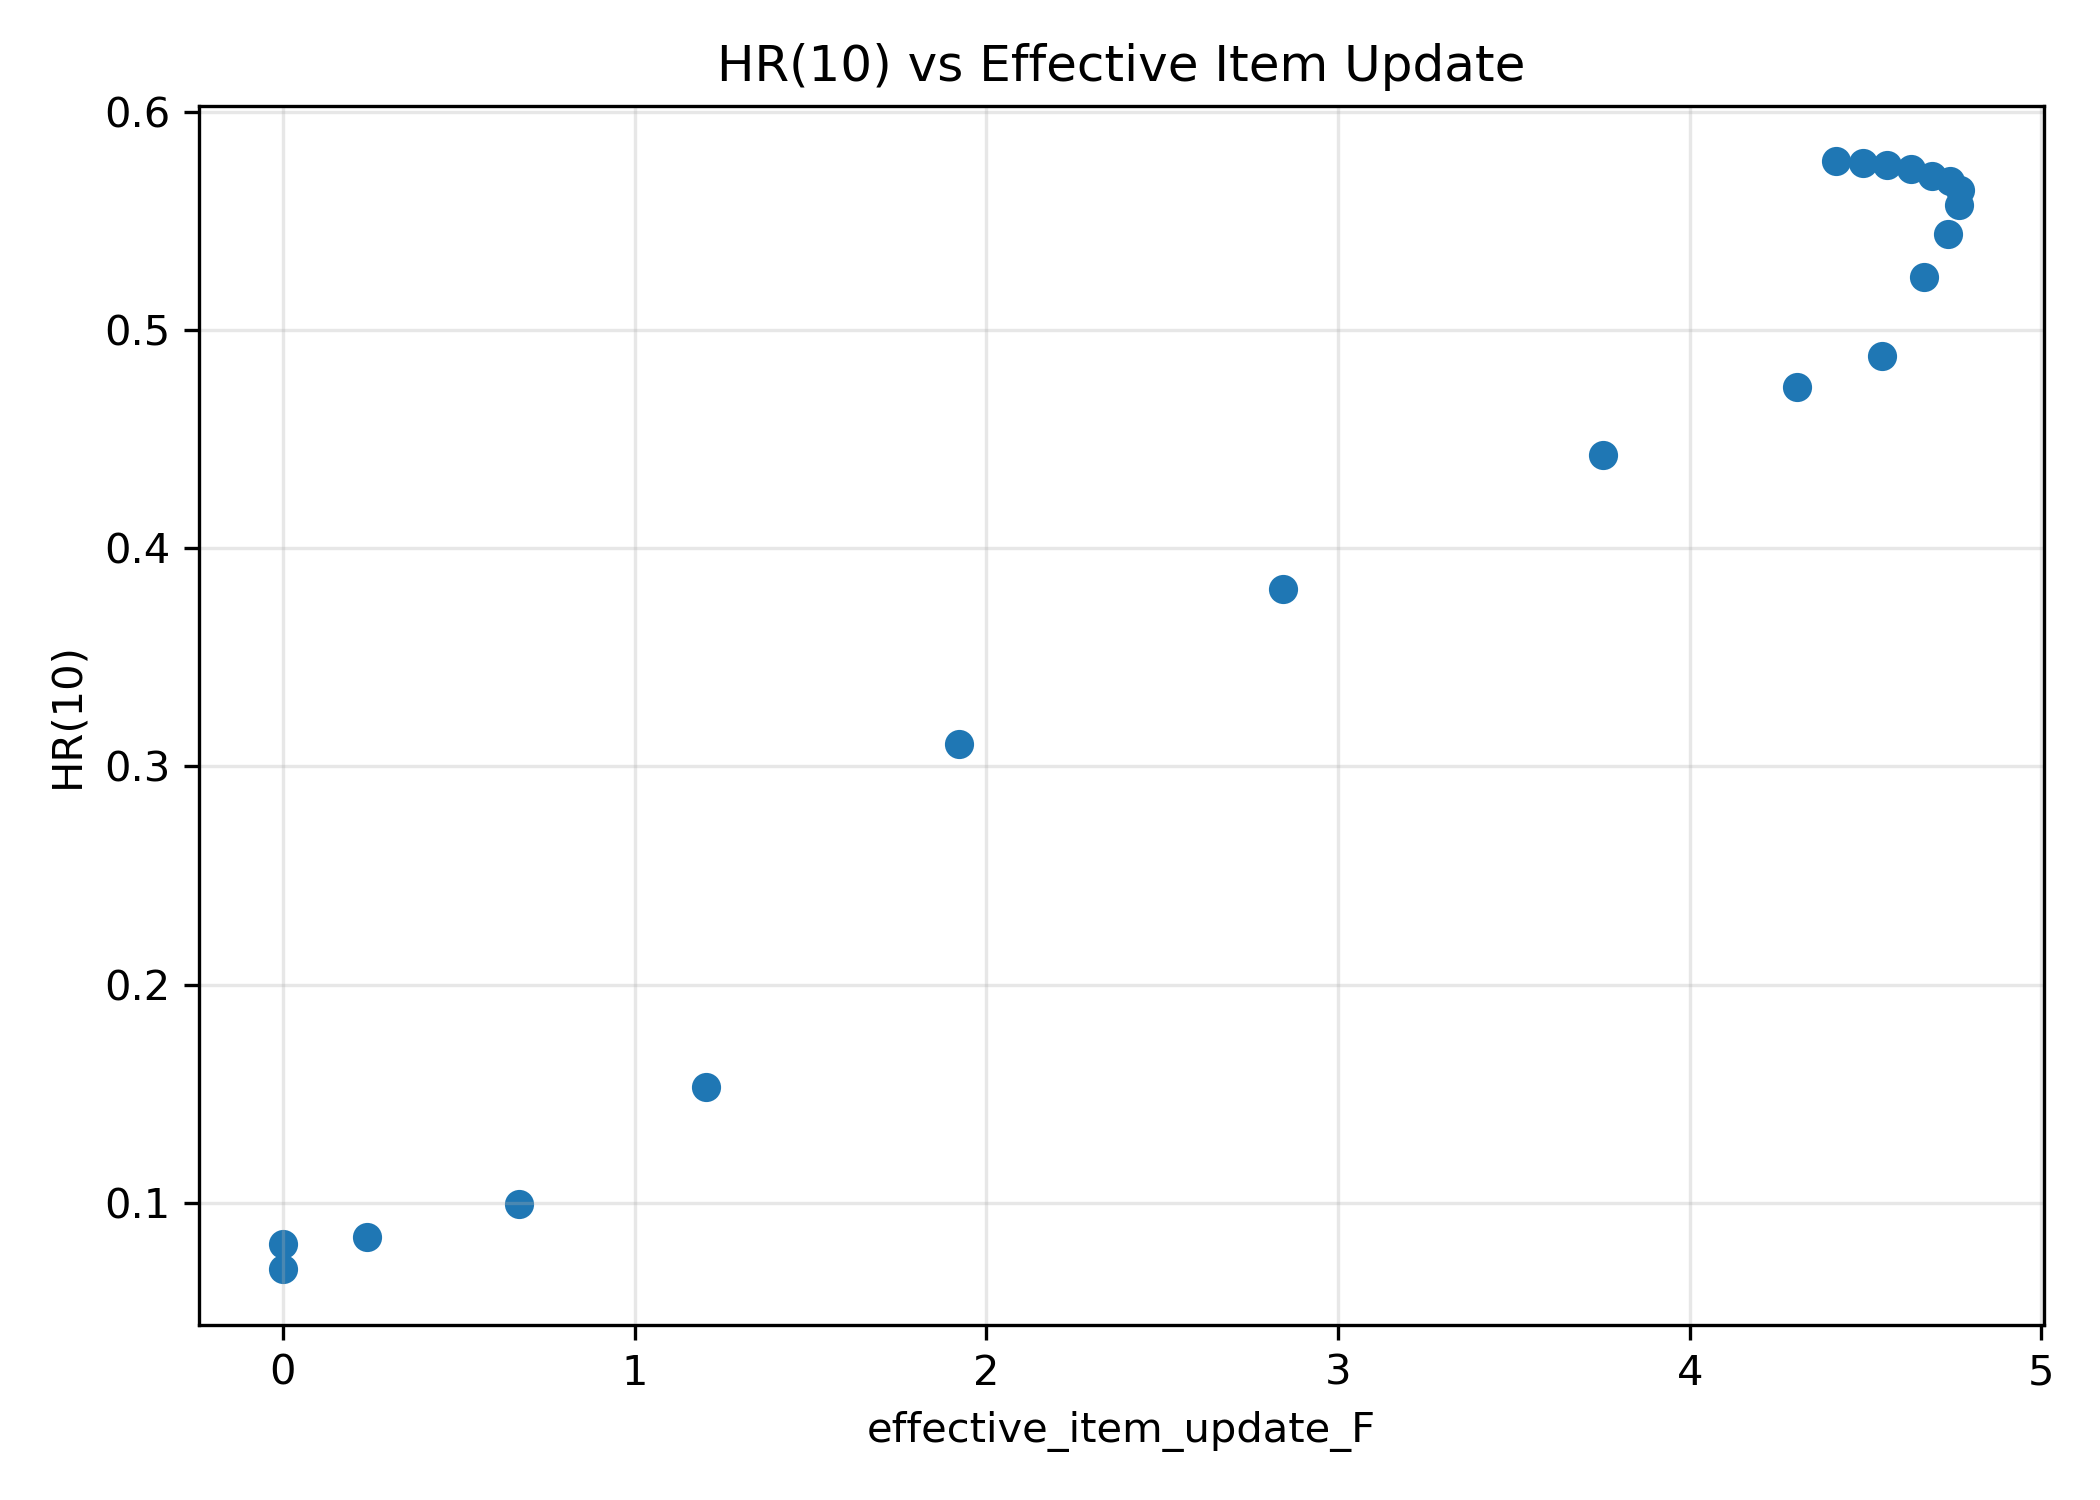 HR(10) vs Effective Item Update
0.6
0.5
0.4
0.3
0.2
0.1
HR(10)
0 1 2 3 4 5
effective_item_update_F